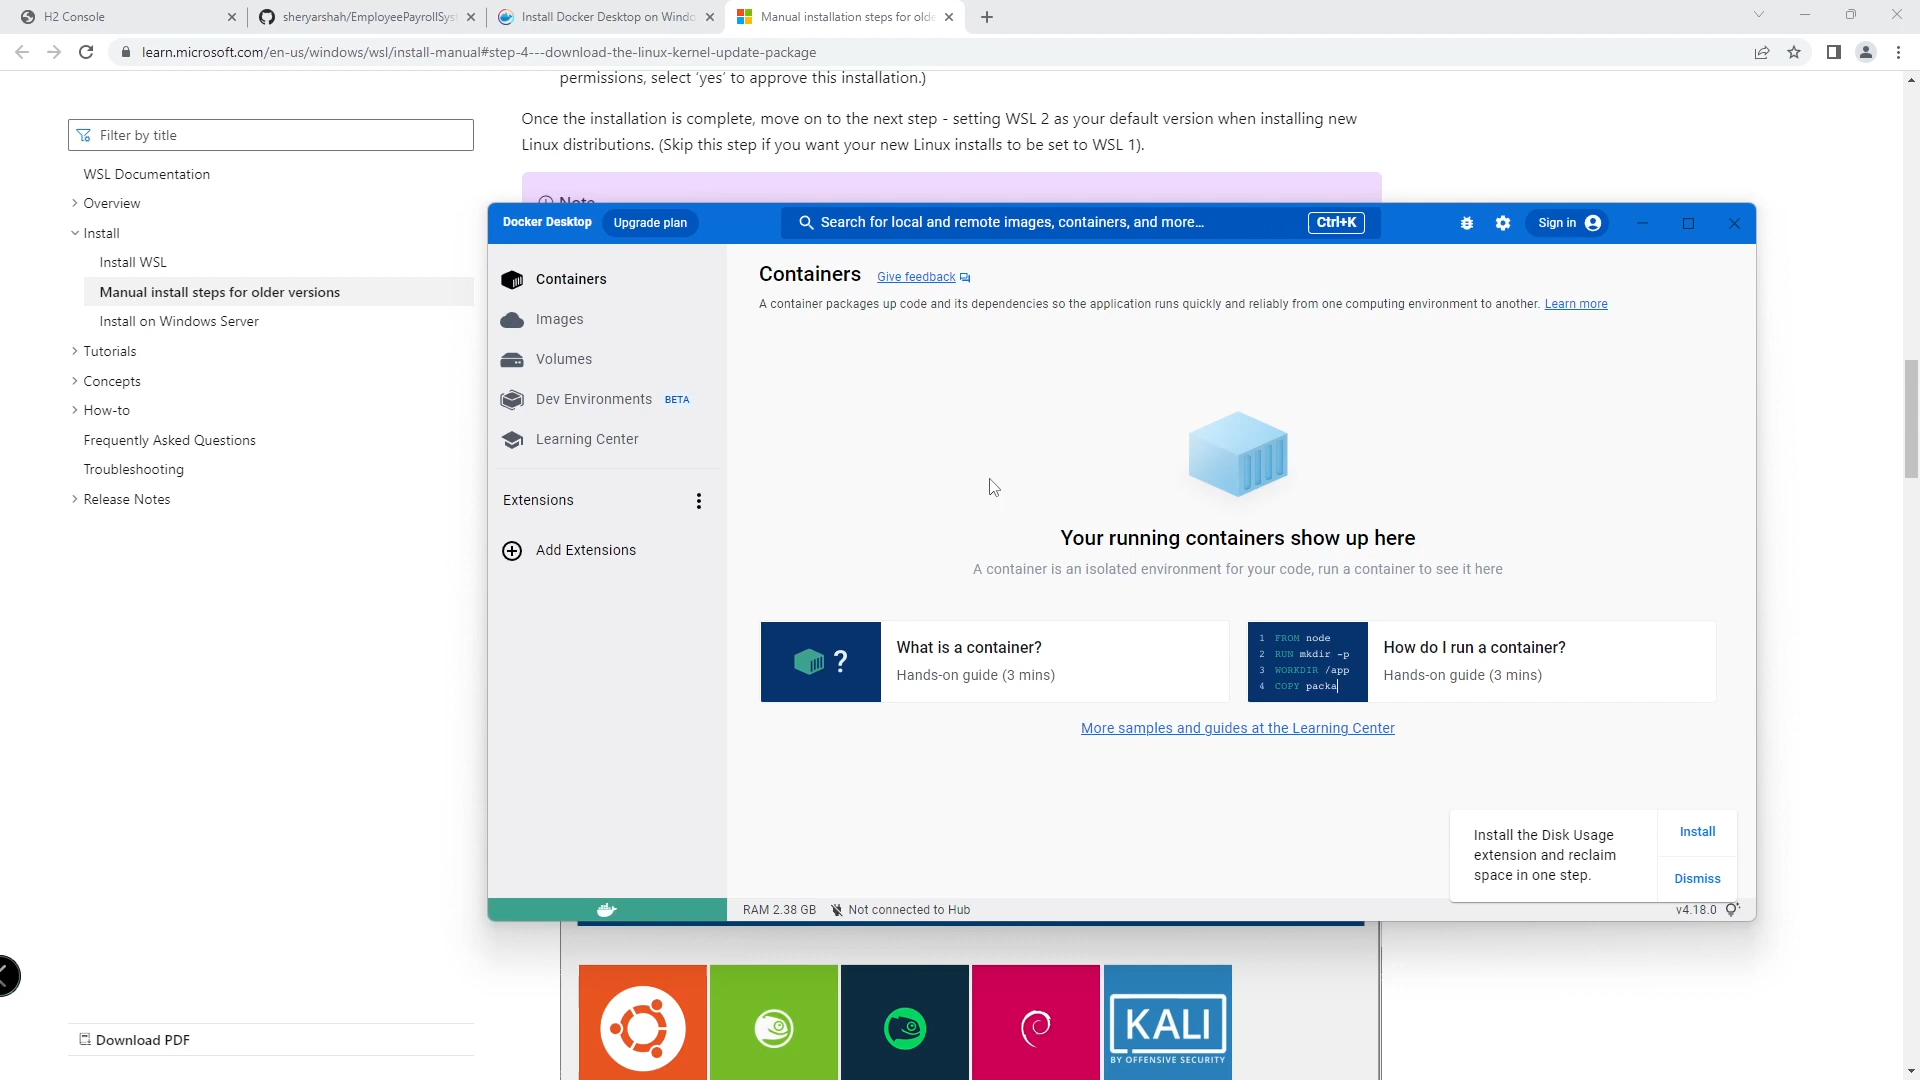 H2 Console
sheryarshah/EmployeePayrollSyst
Install Docker Desktop on Windo
Manual installation steps for olde
learn.microsoft.com/en-us/windows/wsl/install-manual#step-4---download-the-linux-kernel-update-package
permissions, select 'yes' to approve this installation.)
Once the installation is complete, move on to the next step - setting WSL 2 as your default version when installing new
Linux distributions. (Skip this step if you want your new Linux installs to be set to WSL 1).
Note
Filter by title
WSL Documentation
Overview
Install
Install WSL
Manual install steps for older versions
Install on Windows Server
Tutorials
Concepts
How-to
Frequently Asked Questions
Troubleshooting
Release Notes
Download PDF
Docker Desktop
Upgrade plan
Search for local and remote images, containers, and more...
Ctrl+K
Sign in
Containers
Images
Volumes
Dev Environments BETA
Learning Center
Extensions
Add Extensions
Containers
Give feedback
A container packages up code and its dependencies so the application runs quickly and reliably from one computing environment to another. Learn more
Your running containers show up here
A container is an isolated environment for your code, run a container to see it here
?
What is a container?
Hands-on guide (3 mins)
1 FROM node
2 RUN mkdir -p
3 WORKDIR /app
4 COPY packa
How do I run a container?
Hands-on guide (3 mins)
More samples and guides at the Learning Center
Install the Disk Usage
extension and reclaim
space in one step.
Install
Dismiss
RAM 2.38 GB
Not connected to Hub
v4.18.0
KALI
BY OFFENSIVE SECURITY